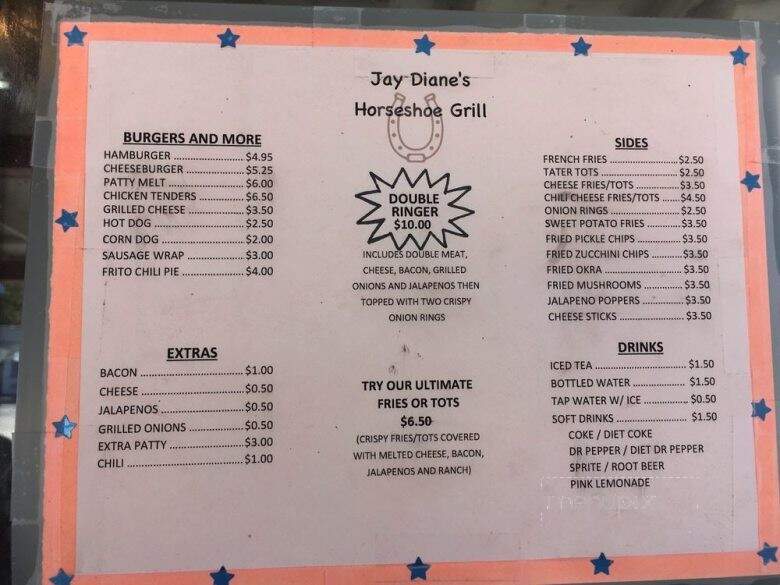 Jay Diane's
Horseshoe Grill
BURGERS AND MORE
HAMBURGER ........................ $4.95
CHEESEBURGER ................... $5.25
PATTY MELT ......................... $6.00
CHICKEN TENDERS ............... $6.50
GRILLED CHEESE ................... $3.50
HOT DOG ............................. $2.50
CORN DOG ........................... $2.00
SAUSAGE WRAP .................... $3.00
FRITO CHILI PIE ..................... $4.00
EXTRAS
BACON ................................ $1.00
CHEESE ................................ $0.50
JALAPENOS .......................... $0.50
GRILLED ONIONS .................. $0.50
EXTRA PATTY ....................... $3.00
CHILI ................................... $1.00
DOUBLE
RINGER
$10.00
INCLUDES DOUBLE MEAT,
CHEESE, BACON, GRILLED
ONIONS AND JALAPENOS THEN
TOPPED WITH TWO CRISPY
ONION RINGS
TRY OUR ULTIMATE
FRIES OR TOTS
$6.50
(CRISPY FRIES/TOTS COVERED
WITH MELTED CHEESE, BACON,
JALAPENOS AND RANCH)
SIDES
FRENCH FRIES ....................... $2.50
TATER TOTS .......................... $2.50
CHEESE FRIES/TOTS ............... $3.50
CHILI CHEESE FRIES/TOTS ...... $4.50
ONION RINGS ....................... $2.50
SWEET POTATO FRIES ............ $3.50
FRIED PICKLE CHIPS ............... $3.50
FRIED ZUCCHINI CHIPS ........... $3.50
FRIED OKRA .......................... $3.50
FRIED MUSHROOMS .............. $3.50
JALAPENO POPPERS .............. $3.50
CHEESE STICKS ...................... $3.50
DRINKS
ICED TEA .............................. $1.50
BOTTLED WATER ................... $1.50
TAP WATER W/ ICE ................ $0.50
SOFT DRINKS ........................ $1.50
COKE / DIET COKE
DR PEPPER / DIET DR PEPPER
SPRITE / ROOT BEER
PINK LEMONADE